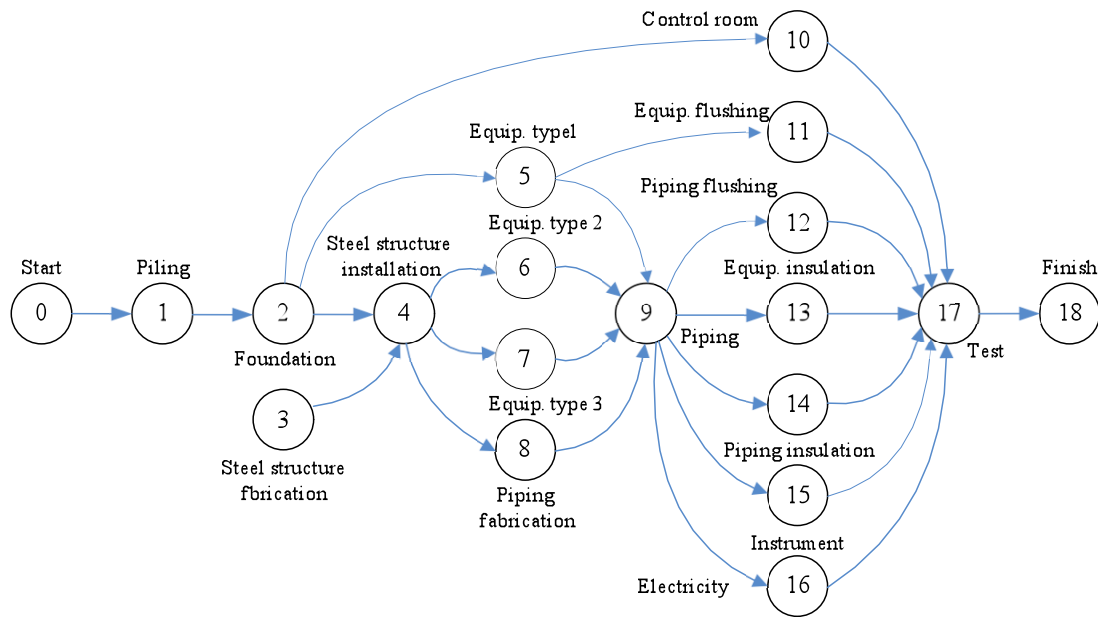 Control room
10
Equip. flushing
11
Equip. type1
5
Piping flushing
12
Equip. type 2
Steel structure
installation
6
Equip. insulation
Start
Piling
Finish
0
1
2
4
9
13
17
18
Foundation
Piping
Test
7
3
Equip. type 3
14
8
Piping insulation
Steel structure
fbrication
15
Piping
fabrication
Instrument
Electricity
16